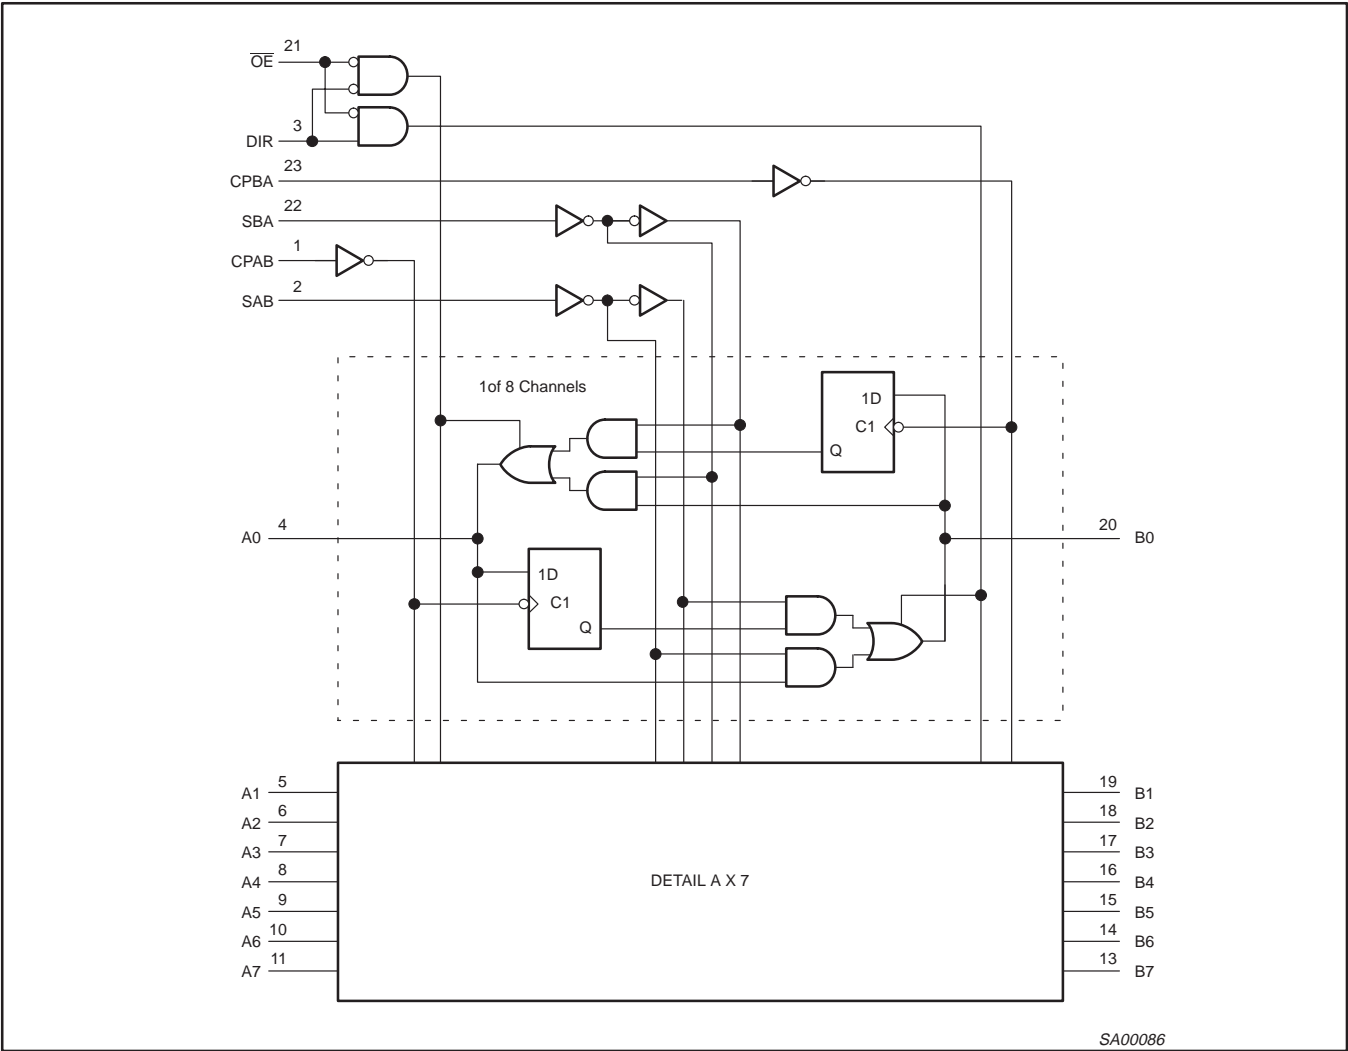 OE 21
DIR 3
CPBA 23
SBA 22
CPAB 1
SAB 2
1of 8 Channels
1D
C1
Q
A0 4
20 B0
1D
C1
Q
A1 5
A2 6
A3 7
A4 8
A5 9
A6 10
A7 11
DETAIL A X 7
19 B1
18 B2
17 B3
16 B4
15 B5
14 B6
13 B7
SA00086